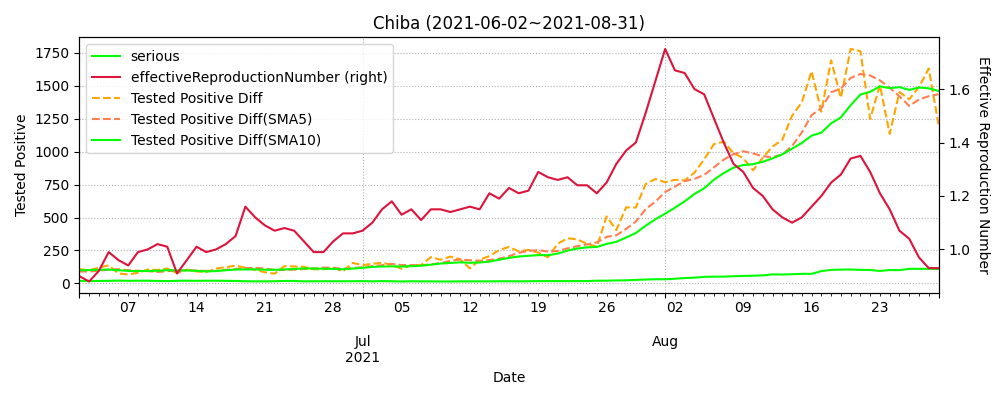 Chiba (2021-06-02~2021-08-31)
serious
effectiveReproductionNumber (right)
Tested Positive Diff
Tested Positive Diff(SMA5)
Tested Positive Diff(SMA10)
Tested Positive
1750
1500
1250
1000
750
500
250
0
Effective Reproduction Number
1.6
1.4
1.2
1.0
07 14 21 28 05 12 19 26 02 09 16 23
Jul Aug
2021
Date